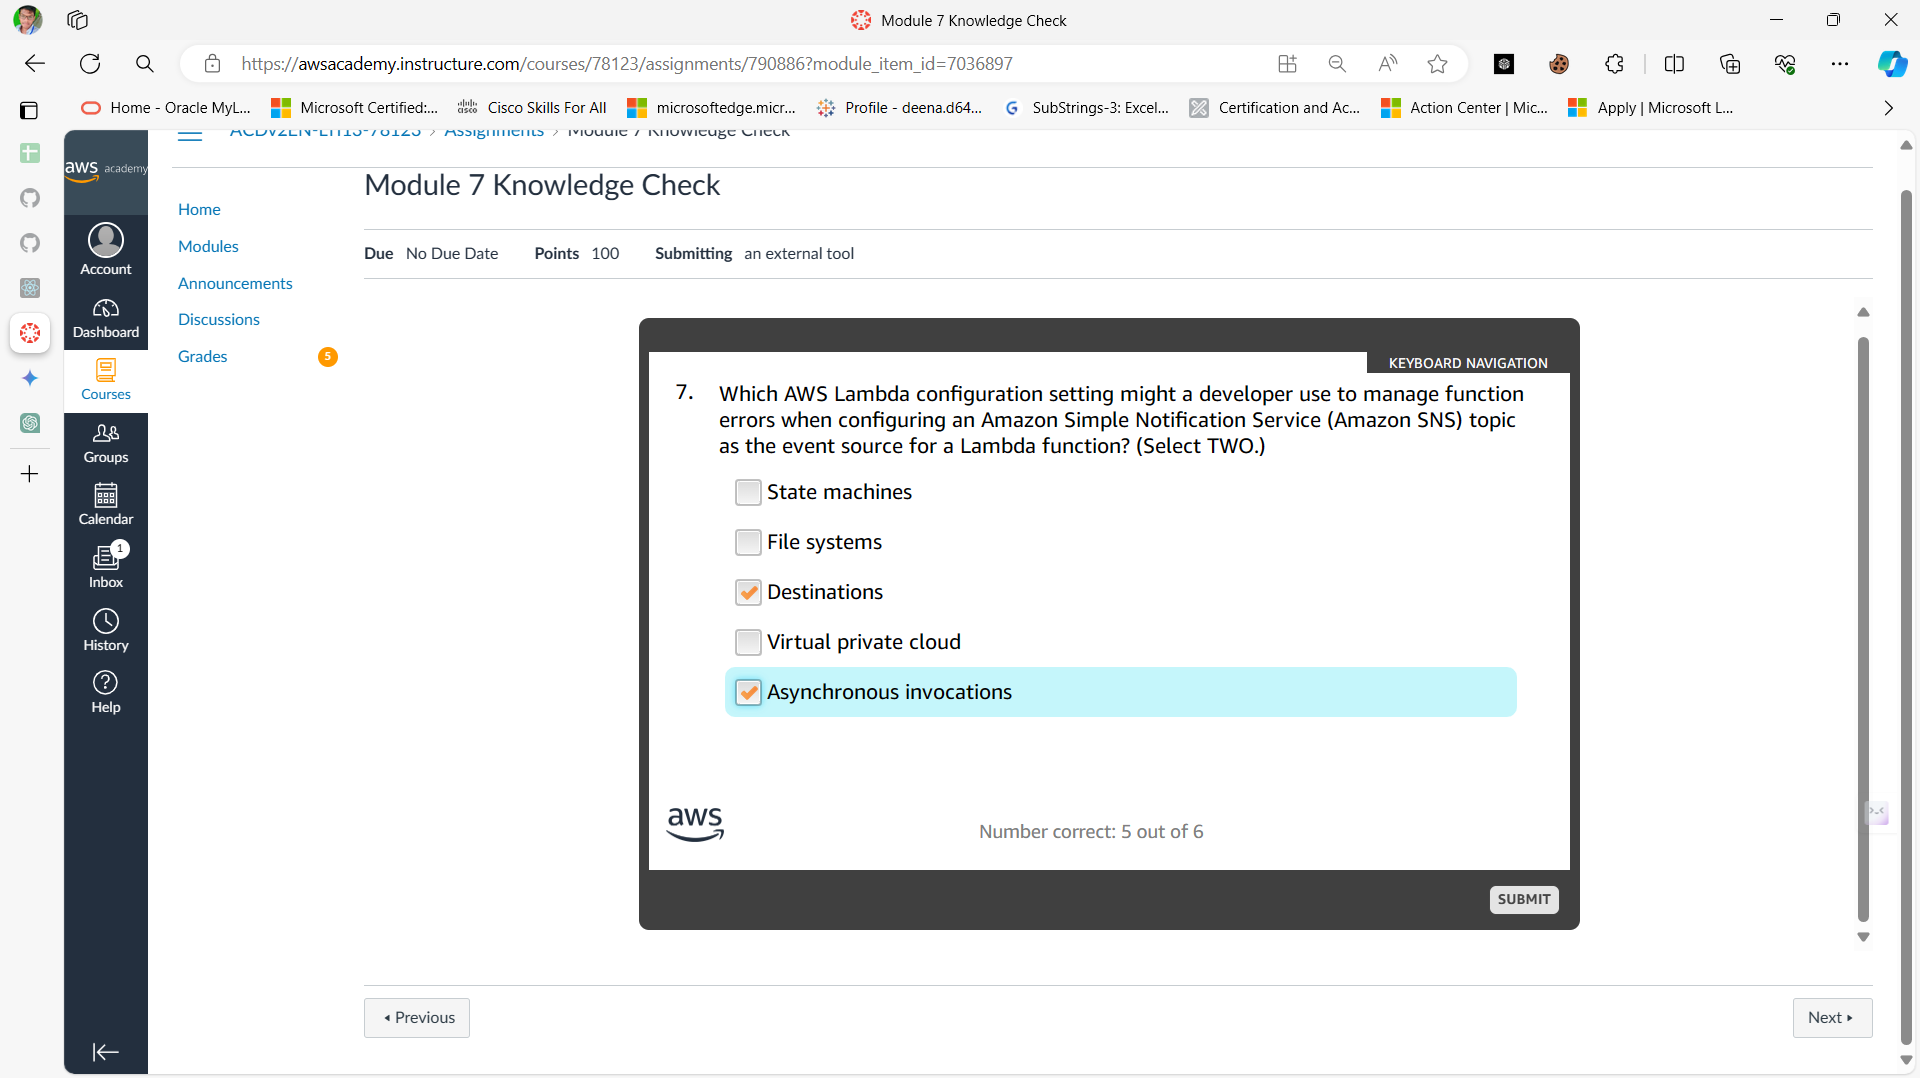 Module 7 Knowledge Check
https://awsacademy.instructure.com/courses/78123/assignments/790886?module_item_id=7036897
Home - Oracle MyL...
Microsoft Certified:...
Cisco Skills For All
microsoftedge.micr...
Profile - deena.d64...
SubStrings-3: Excel...
Certification and Ac...
Action Center | Mic...
Apply | Microsoft L...
ACDv2EN-LTI13-78123 › Assignments › Module 7 Knowledge Check
aws academy
Account
Dashboard
Courses
Groups
Calendar
1
Inbox
History
Help
Home
Modules
Announcements
Discussions
Grades 5
Module 7 Knowledge Check
Due No Due Date Points 100 Submitting an external tool
KEYBOARD NAVIGATION
7. Which AWS Lambda configuration setting might a developer use to manage function
errors when configuring an Amazon Simple Notification Service (Amazon SNS) topic
as the event source for a Lambda function? (Select TWO.)
State machines
File systems
Destinations
Virtual private cloud
Asynchronous invocations
aws
Number correct: 5 out of 6
SUBMIT
Previous
Next